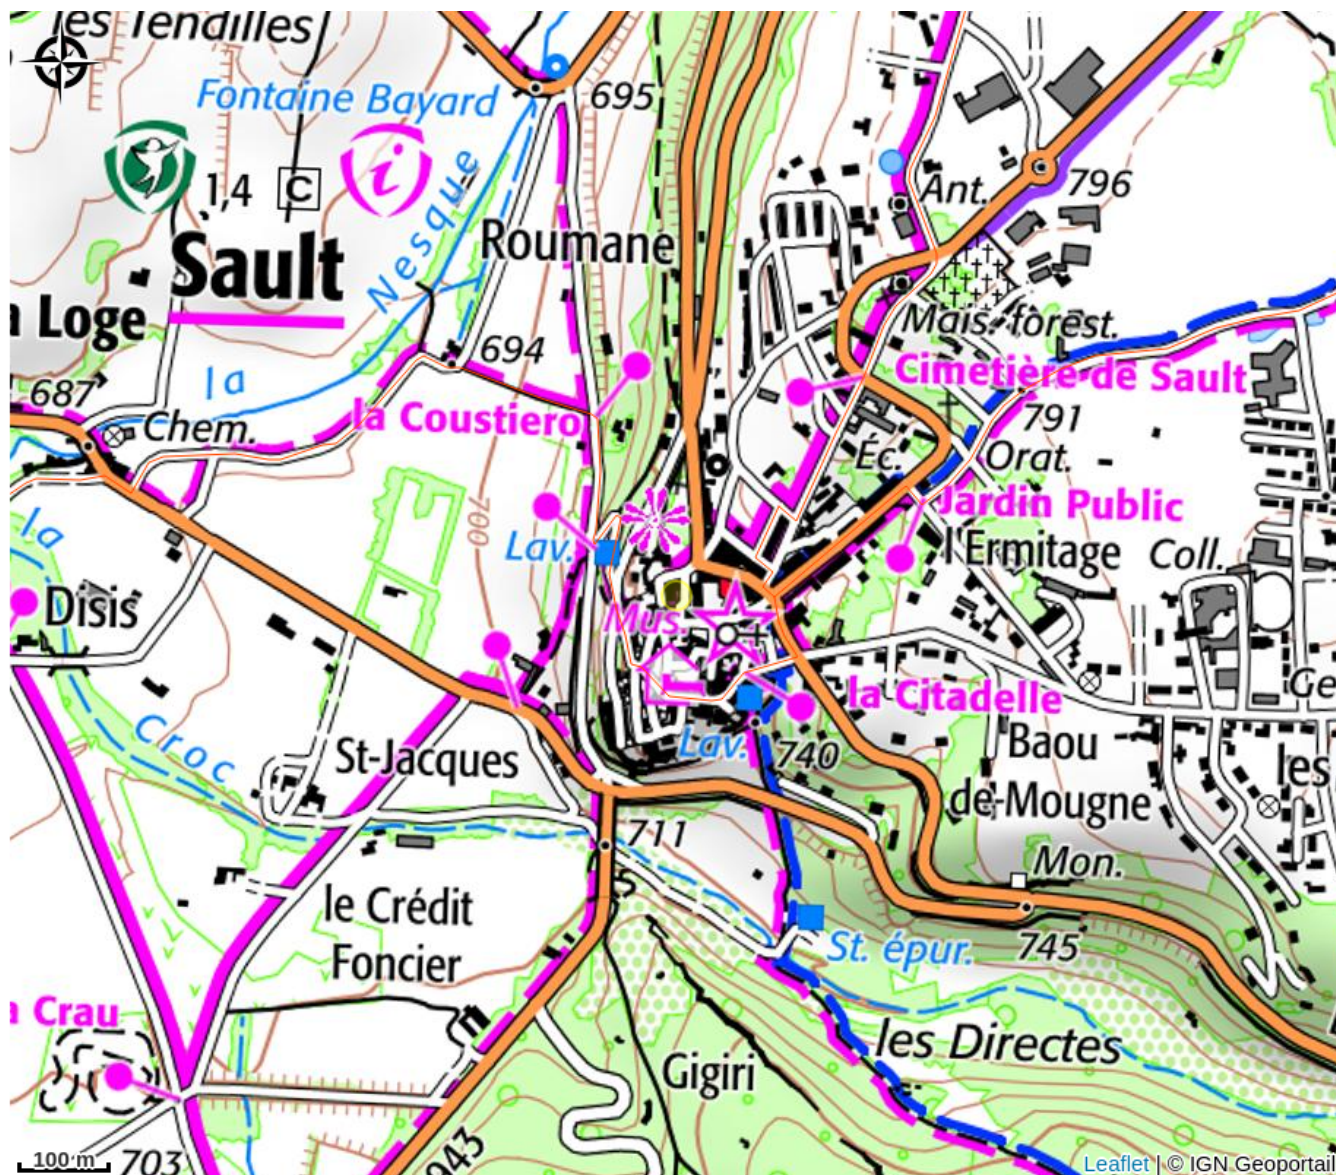 les Tendilles
Fontaine Bayard
695
1,4
C
i
Sault
Nesque
Roumane
Ant.
796
a Loge
la
694
687
Chem.
la Coustiero
Mais. forest.
Cimetière de Sault
791
Éc.
Orat.
700
Lav.
Jardin Public
l'Ermitage
Coll.
la
Disis
Mus.
Croc
St-Jacques
la Citadelle
Ge
Lav.
740
Baou
de-Mougne
les
711
Mon.
le Crédit
Foncier
St. épur.
745
a Crau
les Directes
Gigiri
100 m
703
943
Leaflet | © IGN Geoportail